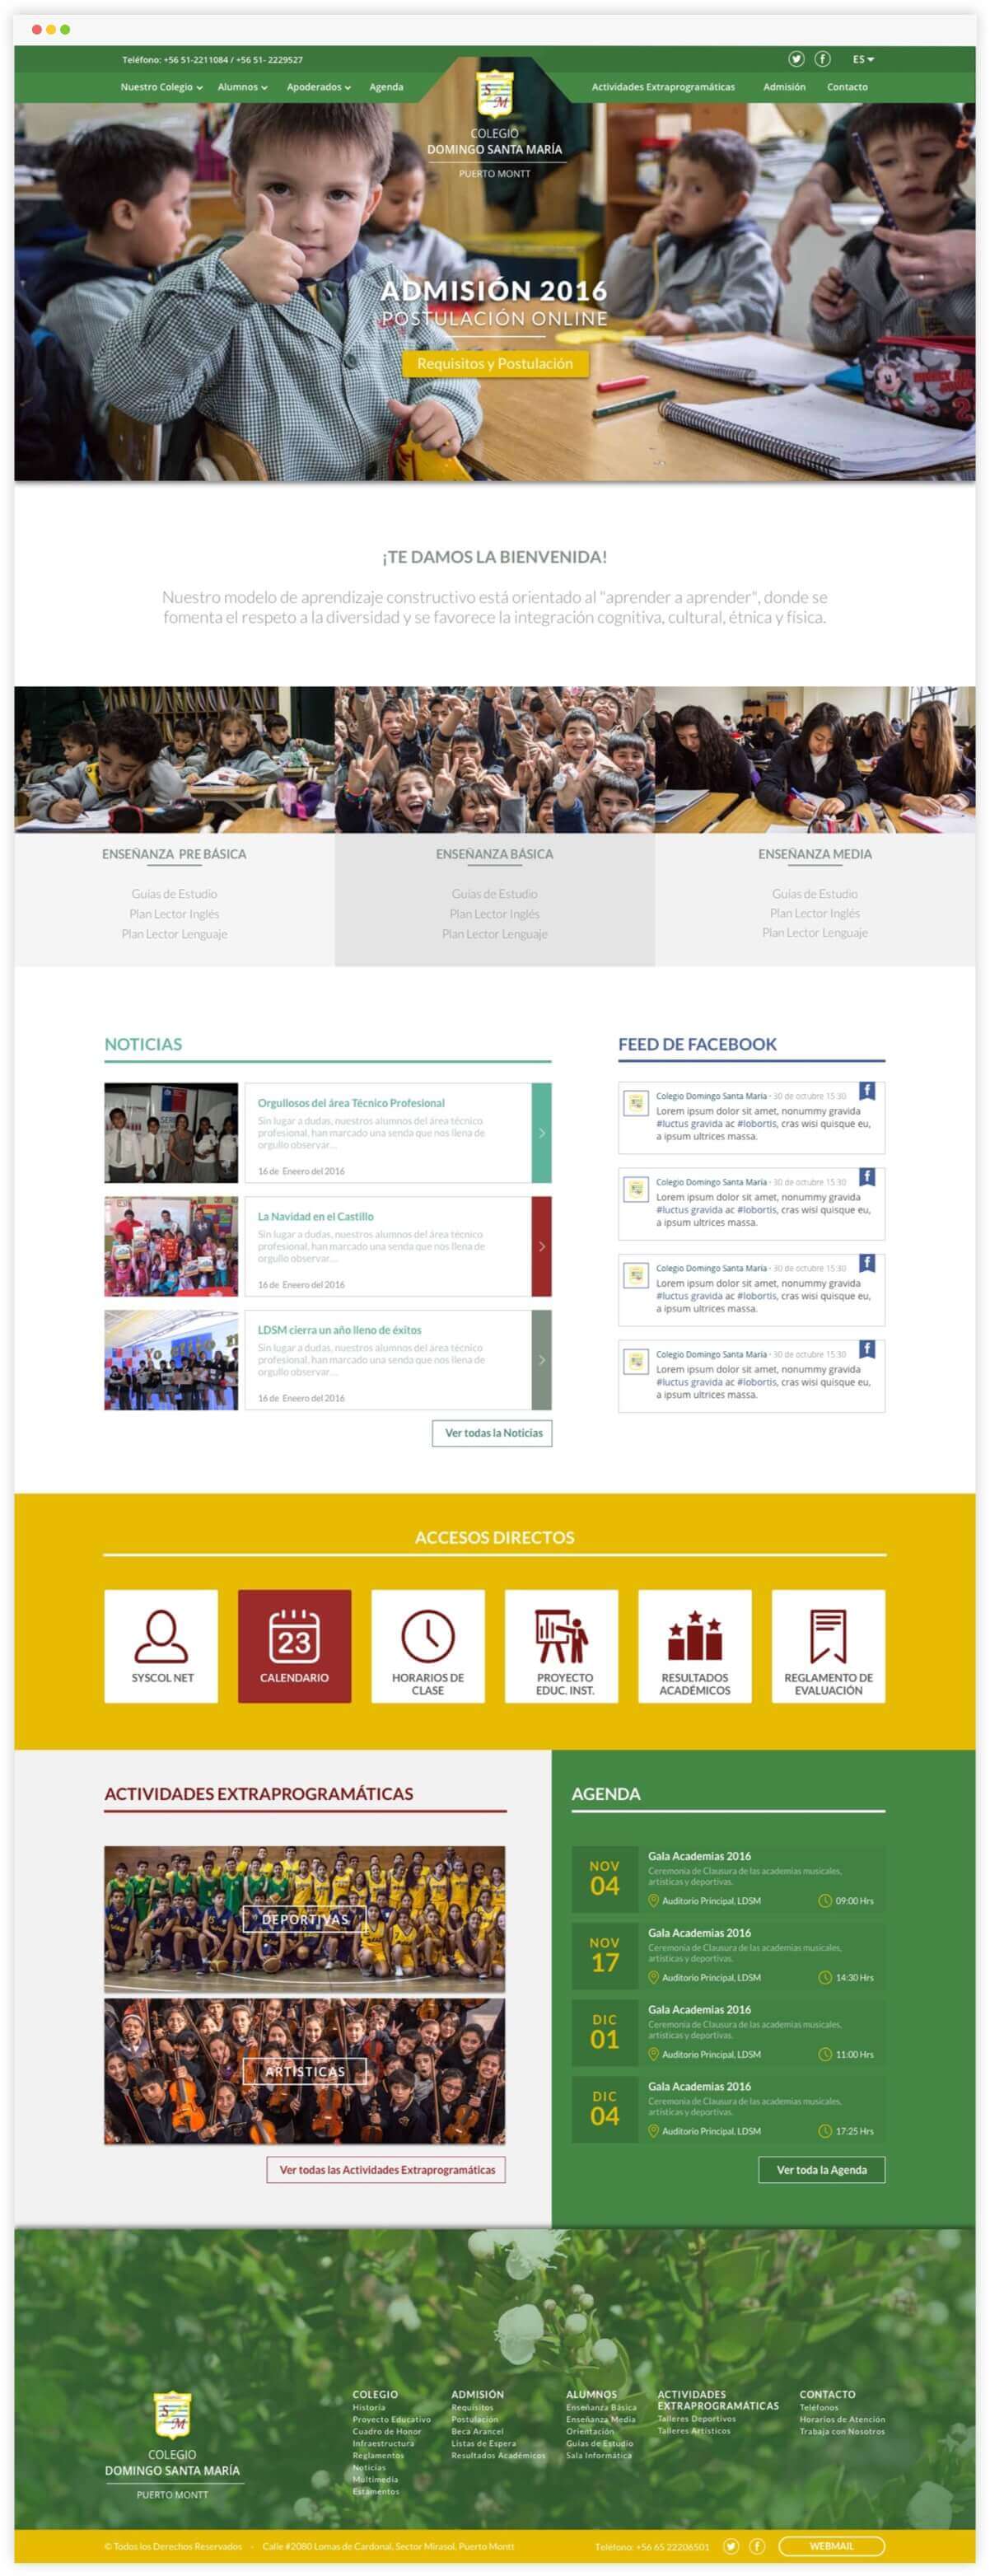 Teléfono: +56 51-2211084 / +56 51- 2229527
ES
Nuestro Colegio
Alumnos
Apoderados
Agenda
Actividades Extraprogramáticas
Admisión
Contacto
S
M
COLEGIO
DOMINGO SANTA MARÍA
PUERTO MONTT
ADMISIÓN 2016
POSTULACIÓN ONLINE
Requisitos y Postulación
¡TE DAMOS LA BIENVENIDA!
Nuestro modelo de aprendizaje constructivo está orientado al "aprender a aprender", donde se
fomenta el respeto a la diversidad y se favorece la integración cognitiva, cultural, étnica y física.
ENSEÑANZA PRE BÁSICA
Guías de Estudio
Plan Lector Inglés
Plan Lector Lenguaje
ENSEÑANZA BÁSICA
Guías de Estudio
Plan Lector Inglés
Plan Lector Lenguaje
ENSEÑANZA MEDIA
Guías de Estudio
Plan Lector Inglés
Plan Lector Lenguaje
NOTICIAS
Orgullosos del área Técnico Profesional
Sin lugar a dudas, nuestros alumnos del área técnico
profesional, han marcado una senda que nos llena de
orgullo observar...
16 de Eneero del 2016
La Navidad en el Castillo
Sin lugar a dudas, nuestros alumnos del área técnico
profesional, han marcado una senda que nos llena de
orgullo observar...
16 de Eneero del 2016
LDSM cierra un año lleno de éxitos
Sin lugar a dudas, nuestros alumnos del área técnico
profesional, han marcado una senda que nos llena de
orgullo observar...
16 de Eneero del 2016
Ver todas la Noticias
FEED DE FACEBOOK
Colegio Domingo Santa María - 30 de octubre 15:30
Lorem ipsum dolor sit amet, nonummy gravida
#luctus gravida ac #lobortis, cras wisi quisque eu,
a ipsum ultrices massa.
Colegio Domingo Santa María - 30 de octubre 15:30
Lorem ipsum dolor sit amet, nonummy gravida
#luctus gravida ac #lobortis, cras wisi quisque eu,
a ipsum ultrices massa.
Colegio Domingo Santa María - 30 de octubre 15:30
Lorem ipsum dolor sit amet, nonummy gravida
#luctus gravida ac #lobortis, cras wisi quisque eu,
a ipsum ultrices massa.
Colegio Domingo Santa María - 30 de octubre 15:30
Lorem ipsum dolor sit amet, nonummy gravida
#luctus gravida ac #lobortis, cras wisi quisque eu,
a ipsum ultrices massa.
ACCESOS DIRECTOS
SYSCOL NET
23
CALENDARIO
HORARIOS DE
CLASE
PROYECTO
EDUC. INST.
RESULTADOS
ACADÉMICOS
REGLAMENTO DE
EVALUACIÓN
ACTIVIDADES EXTRAPROGRAMÁTICAS
DEPORTIVAS
ARTÍSTICAS
Ver todas las Actividades Extraprogramáticas
AGENDA
NOV
04
Gala Academias 2016
Ceremonia de Clausura de las academias musicales,
artísticas y deportivas.
Auditorio Principal, LDSM
09:00 Hrs
NOV
17
Gala Academias 2016
Ceremonia de Clausura de las academias musicales,
artísticas y deportivas.
Auditorio Principal, LDSM
14:30 Hrs
DIC
01
Gala Academias 2016
Ceremonia de Clausura de las academias musicales,
artísticas y deportivas.
Auditorio Principal, LDSM
11:00 Hrs
DIC
04
Gala Academias 2016
Ceremonia de Clausura de las academias musicales,
artísticas y deportivas.
Auditorio Principal, LDSM
17:25 Hrs
Ver toda la Agenda
S
M
COLEGIO
DOMINGO SANTA MARÍA
PUERTO MONTT
COLEGIO
Historia
Proyecto Educativo
Cuadro de Honor
Infraestructura
Reglamentos
Noticias
Multimedia
Estamentos
ADMISIÓN
Requisitos
Postulación
Beca Arancel
Listas de Espera
Resultados Académicos
ALUMNOS
Enseñanza Básica
Enseñanza Media
Orientación
Guías de Estudio
Sala Informática
ACTIVIDADES
EXTRAPROGRAMÁTICAS
Talleres Deportivos
Talleres Artísticos
CONTACTO
Teléfonos
Horarios de Atención
Trabaja con Nosotros
© Todos los Derechos Reservados - Calle #2080 Lomas de Cardonal, Sector Mirasol, Puerto Montt
Teléfono: +56 65 22206501
WEBMAIL